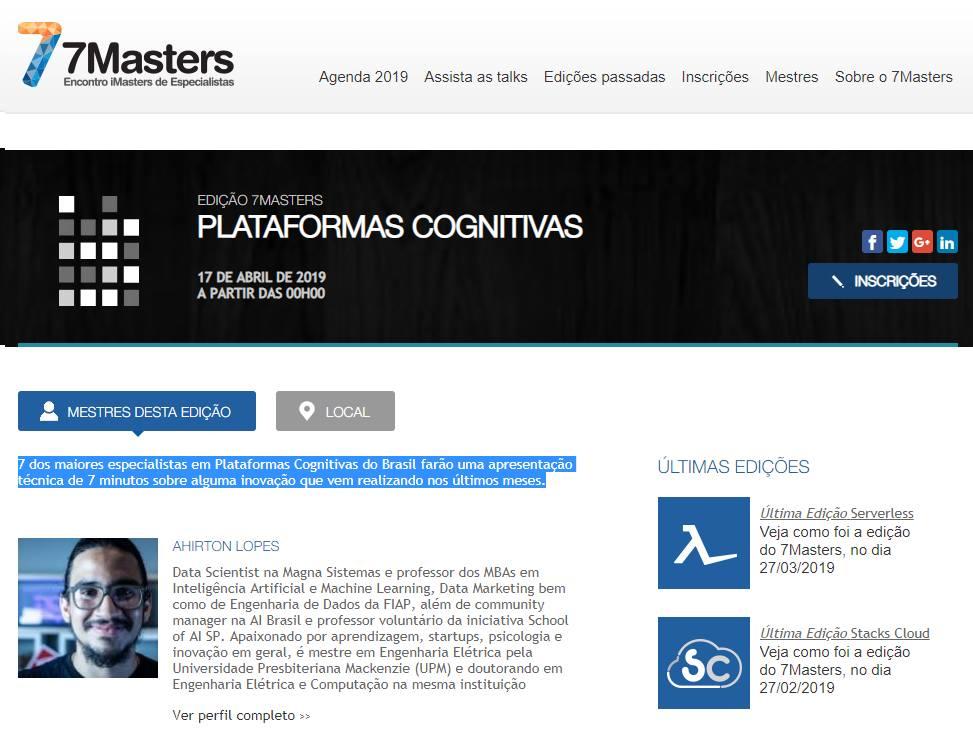 7Masters
Encontro iMasters de Especialistas
Agenda 2019 Assista as talks Edições passadas Inscrições Mestres Sobre o 7Masters
EDIÇÃO 7MASTERS
PLATAFORMAS COGNITIVAS
17 DE ABRIL DE 2019
A PARTIR DAS 00H00
INSCRIÇÕES
MESTRES DESTA EDIÇÃO
LOCAL
7 dos maiores especialistas em Plataformas Cognitivas do Brasil farão uma apresentação
técnica de 7 minutos sobre alguma inovação que vem realizando nos últimos meses.
AHIRTON LOPES
Data Scientist na Magna Sistemas e professor dos MBAs em
Inteligência Artificial e Machine Learning, Data Marketing bem
como de Engenharia de Dados da FIAP, além de community
manager na AI Brasil e professor voluntário da iniciativa School
of AI SP. Apaixonado por aprendizagem, startups, psicologia e
inovação em geral, é mestre em Engenharia Elétrica pela
Universidade Presbiteriana Mackenzie (UPM) e doutorando em
Engenharia Elétrica e Computação na mesma instituição
Ver perfil completo >>
ÚLTIMAS EDIÇÕES
Última Edição Serverless
Veja como foi a edição
do 7Masters, no dia
27/03/2019
SC
Última Edição Stacks Cloud
Veja como foi a edição
do 7Masters, no dia
27/02/2019